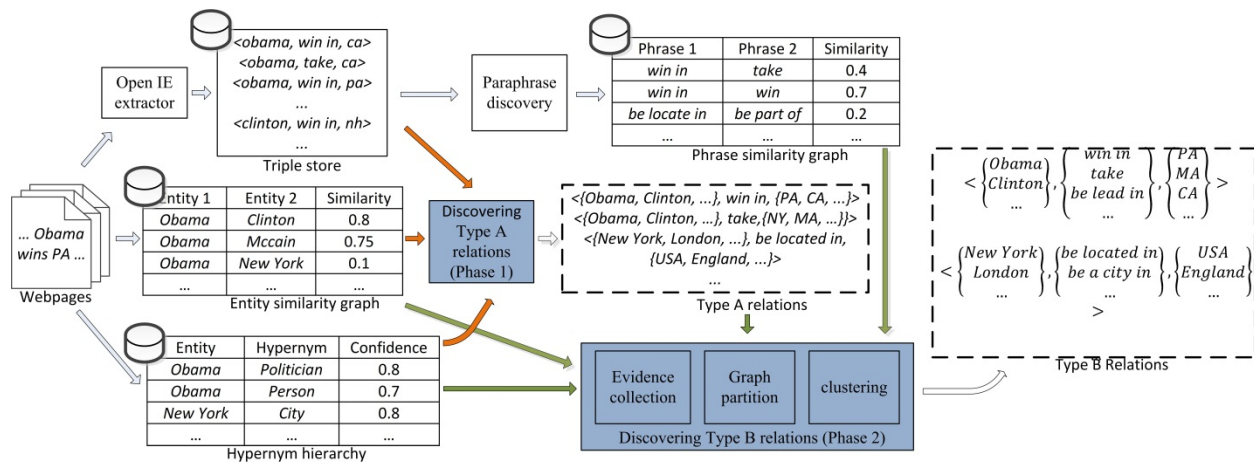 Open IE
extractor
<obama, win in, ca>
<obama, take, ca>
<obama, win in, pa>
...
<clinton, win in, nh>
...
Triple store
Paraphrase
discovery
Phrase 1 Phrase 2 Similarity
win in take 0.4
win in win 0.7
be locate in be part of 0.2
... ... ...
Phrase similarity graph
... Obama
wins PA ...
Webpages
Entity 1 Entity 2 Similarity
Obama Clinton 0.8
Obama Mccain 0.75
Obama New York 0.1
... ... ...
Entity similarity graph
Discovering
Type A
relations
(Phase 1)
<{Obama, Clinton, ...}, win in, {PA, CA, ...}>
<{Obama, Clinton, ...}, take,{NY, MA, ...}}>
<{New York, London, ...}, be located in,
{USA, England, ...}>
...
Type A relations
Entity Hypernym Confidence
Obama Politician 0.8
Obama Person 0.7
New York City 0.8
... ... ...
Hypernym hierarchy
Evidence
collection
Graph
partition
clustering
Discovering Type B relations (Phase 2)
< {Obama Clinton ...}, {win in take be lead in ...}, {PA MA CA ...} >
< {New York London ...}, {be located in be a city in ...}, {USA England ...}
>
Type B Relations